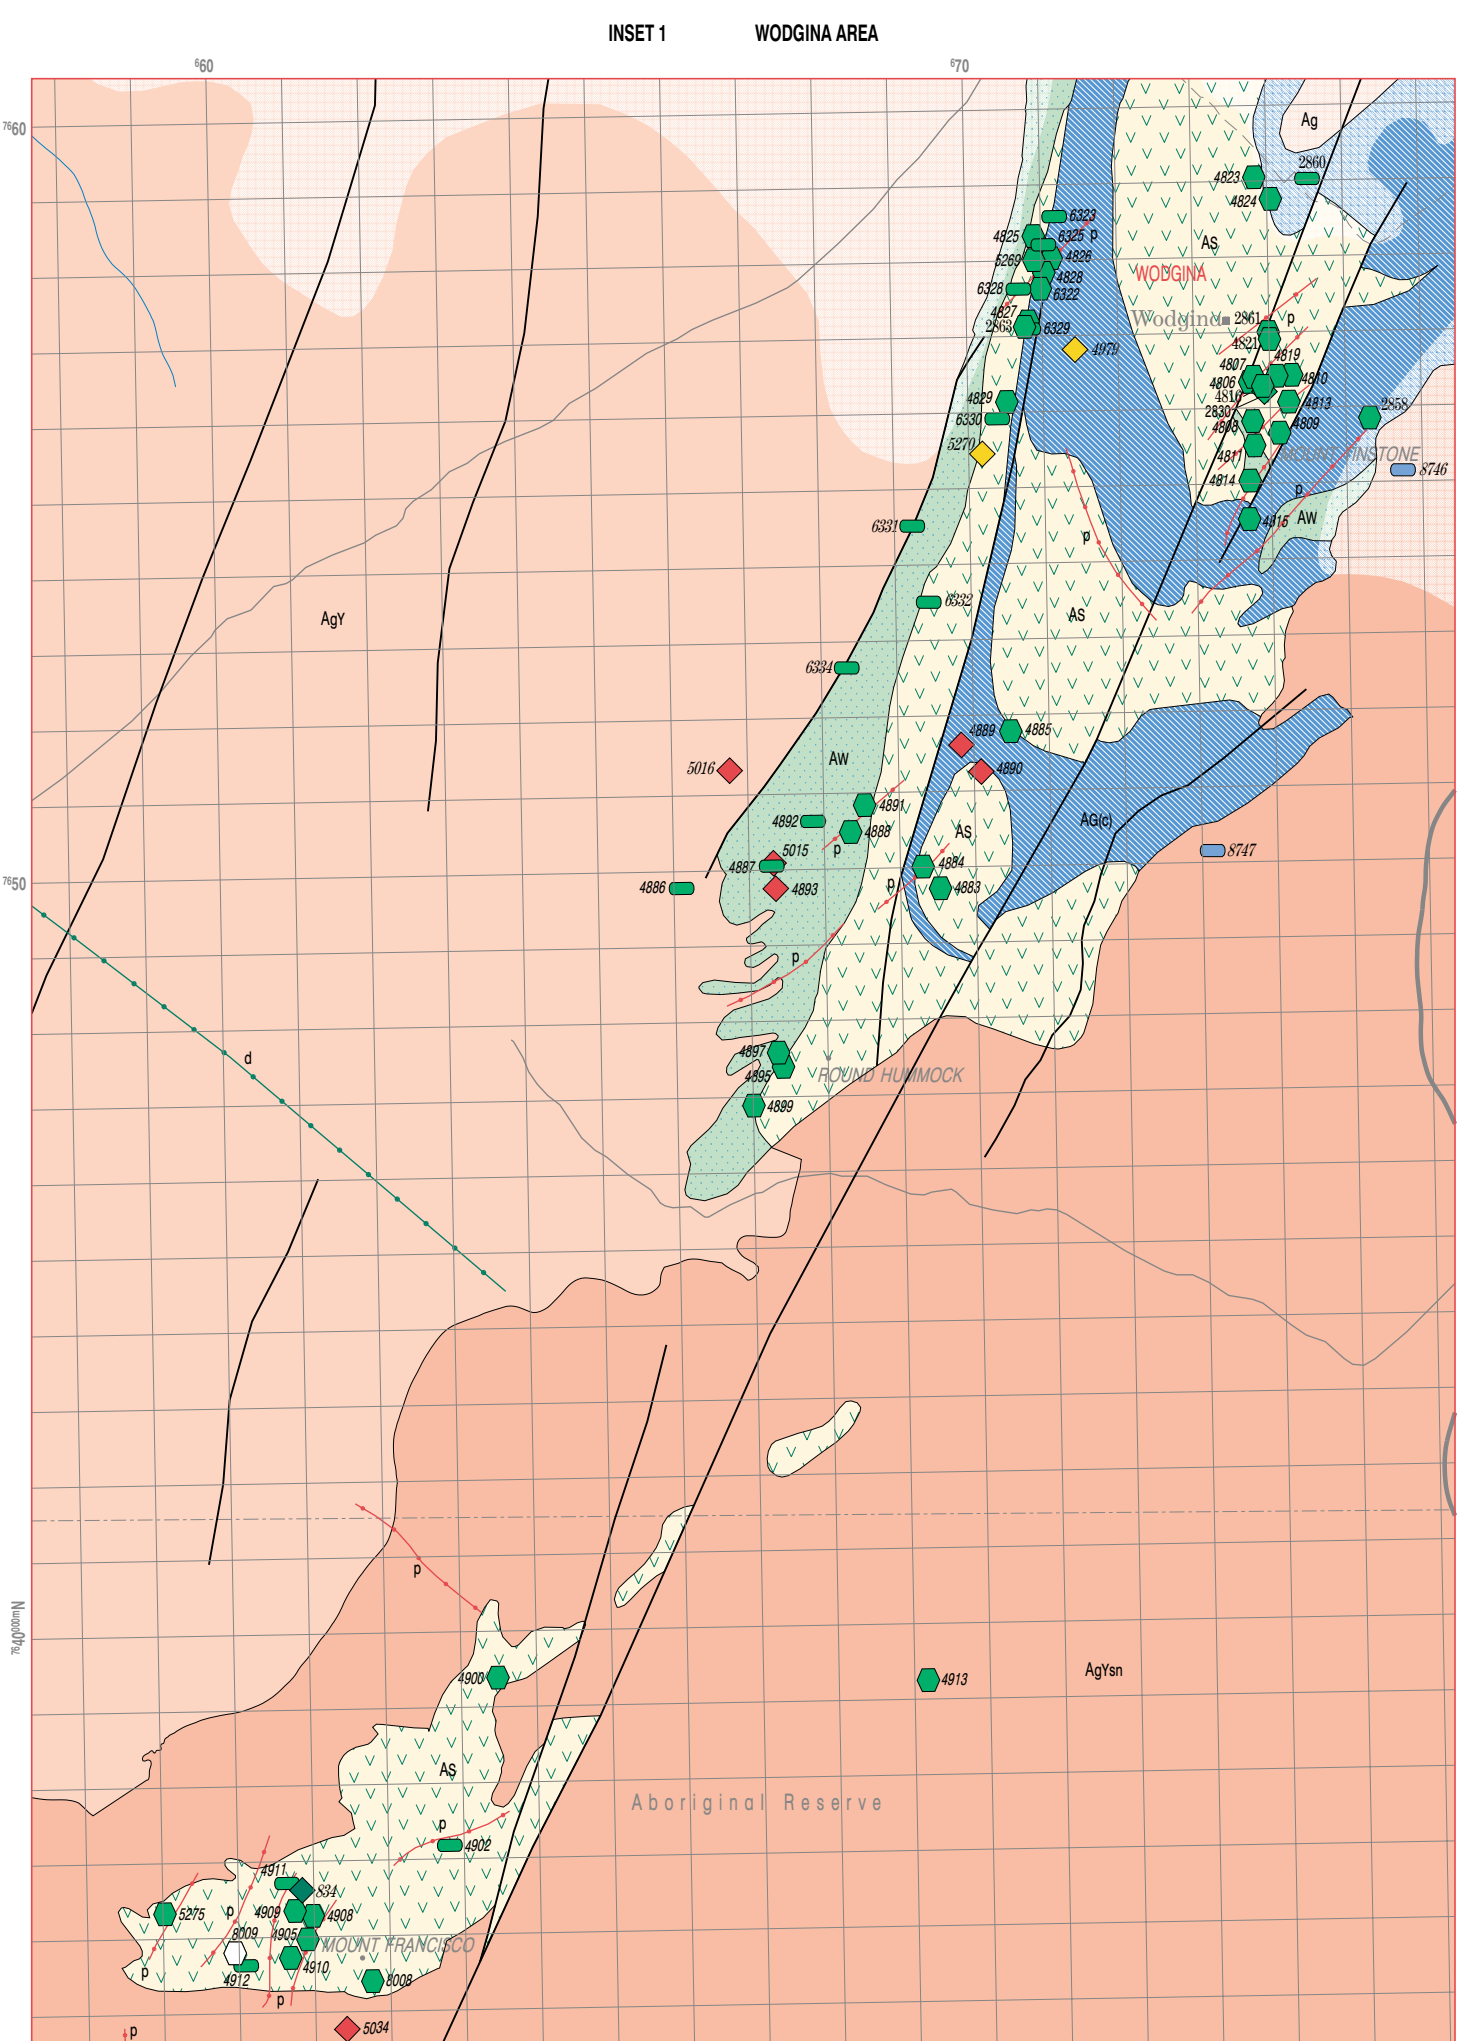 INSET 1 WODGINA AREA
⁶60
⁶70
⁷⁶60
Ag
2860
4823
4824
6323
4825
6325
p
AS
5269
4826
4828
WODGINA
6328
6322
4827
Wodgina
2861
p
2863
6329
4821
4979
4819
4807
4806
4810
4816
4829
4813
2858
2830
6330
4808
4809
5270
4811
MOUNT TINSTONE
8746
4814
p
6331
4815
AW
p
6332
AgY
AS
6334
4889
4885
AW
5016
4890
4891
4892
AG(c)
4888
AS
5015
p
8747
4887
4884
⁷⁶50
4886
4893
p
4883
p
4897
d
4895
ROUND HUMMOCK
4899
p
⁷⁶40⁰⁰⁰ᵐN
4900
4913
AgYsn
AS
Aboriginal Reserve
p
4902
4911
834
5275
p
4909
4908
8009
4905
MOUNT FRANCISCO
4910
p
4912
8008
p
5034
p